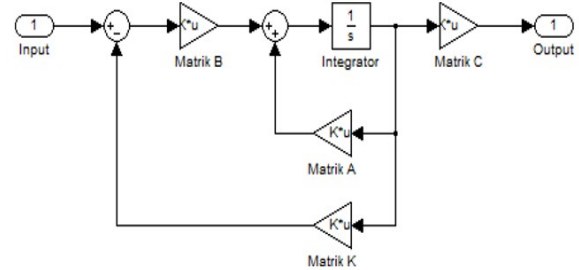 1
Input
+
−
K*u
Matrik B
+
+
1
s
Integrator
K*u
Matrik C
1
Output
K*u
Matrik A
K*u
Matrik K